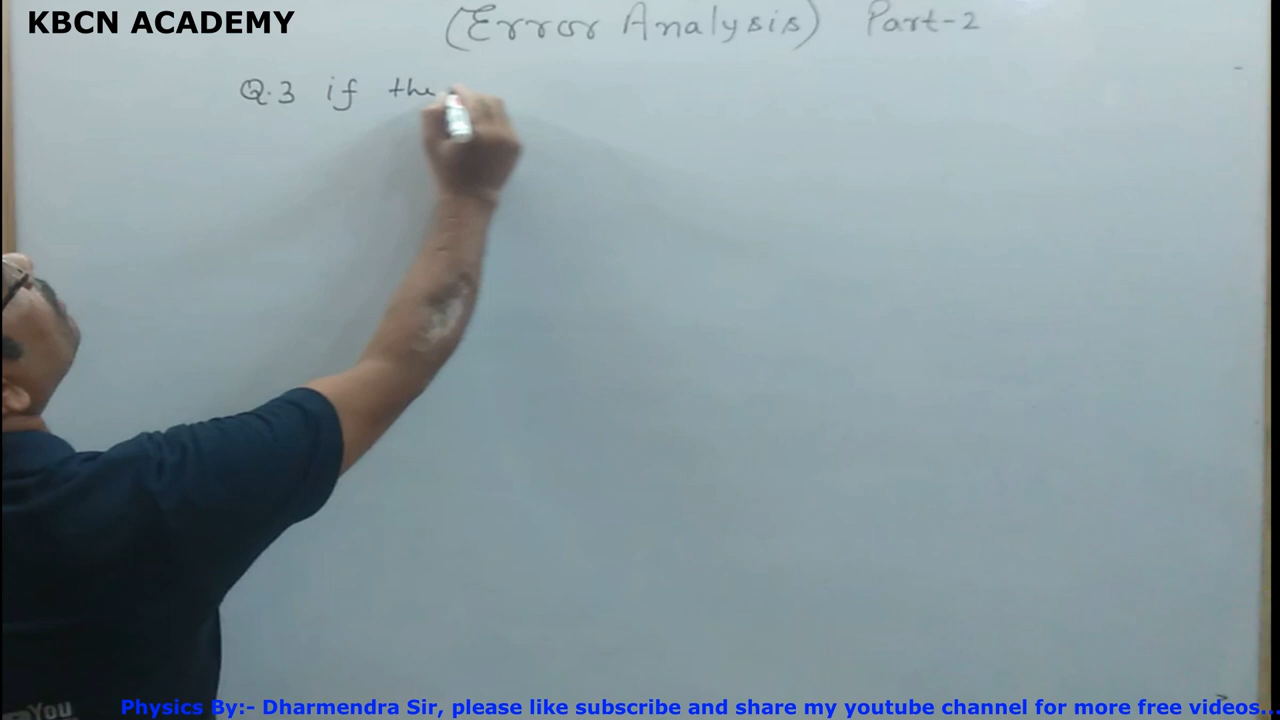 KBCN ACADEMY
(Error Analysis) Part-2
Q.3 if the
You
Physics By:- Dharmendra Sir, please like subscribe and share my youtube channel for more free videos...